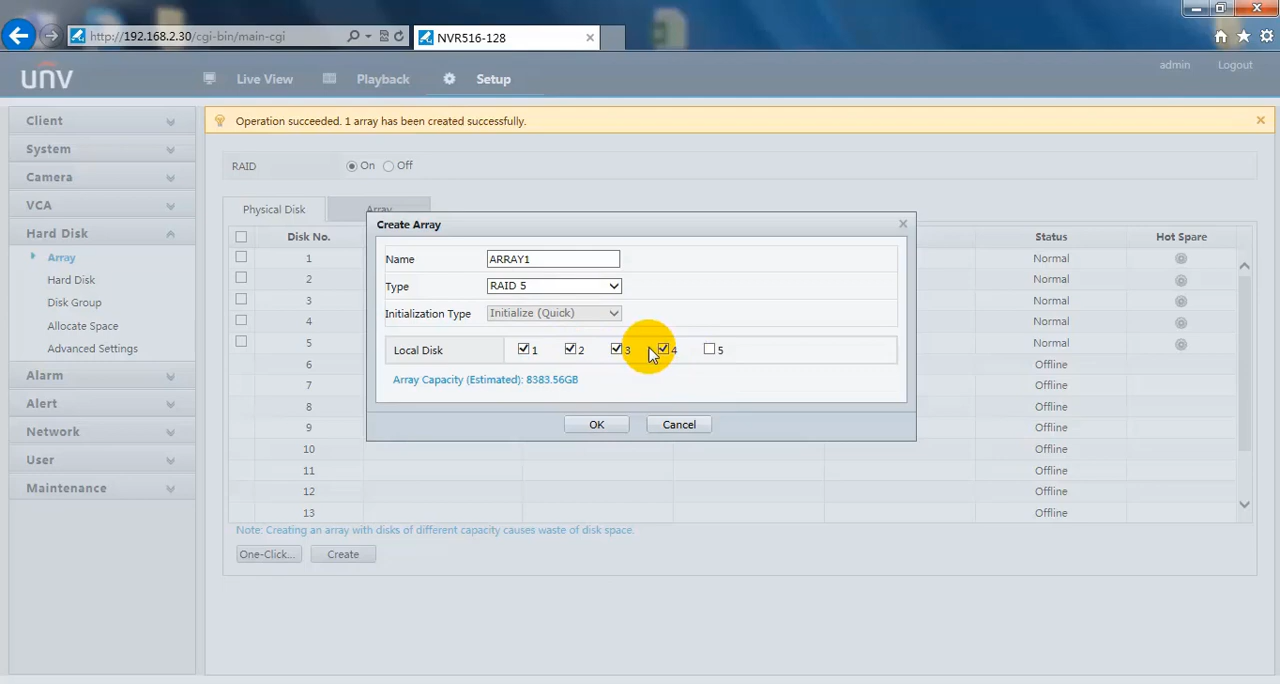 http://192.168.2.30/cgi-bin/main-cgi
NVR516-128
unv
Live View
Playback
Setup
admin
Logout
Client
System
Camera
VCA
Hard Disk
Array
Hard Disk
Disk Group
Allocate Space
Advanced Settings
Alarm
Alert
Network
User
Maintenance
Operation succeeded. 1 array has been created successfully.
RAID On Off
Physical Disk Array
Disk No. Status Hot Spare
1 Normal
2 Normal
3 Normal
4 Normal
5 Normal
6 Offline
7 Offline
8 Offline
9 Offline
10 Offline
11 Offline
12 Offline
13 Offline
Create Array
Name ARRAY1
Type RAID 5
Initialization Type Initialize (Quick)
Local Disk 1 2 3 4 5
Array Capacity (Estimated): 8383.56GB
OK Cancel
Note: Creating an array with disks of different capacity causes waste of disk space.
One-Click... Create